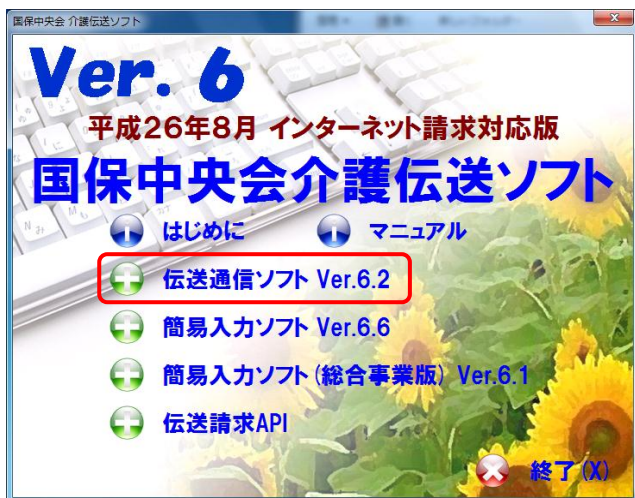 国保中央会 介護伝送ソフト
Ver. 6
平成26年8月 インターネット請求対応版
国保中央会介護伝送ソフト
はじめに マニュアル
伝送通信ソフト Ver.6.2
簡易入力ソフト Ver.6.6
簡易入力ソフト(総合事業版) Ver.6.1
伝送請求API
終了(X)